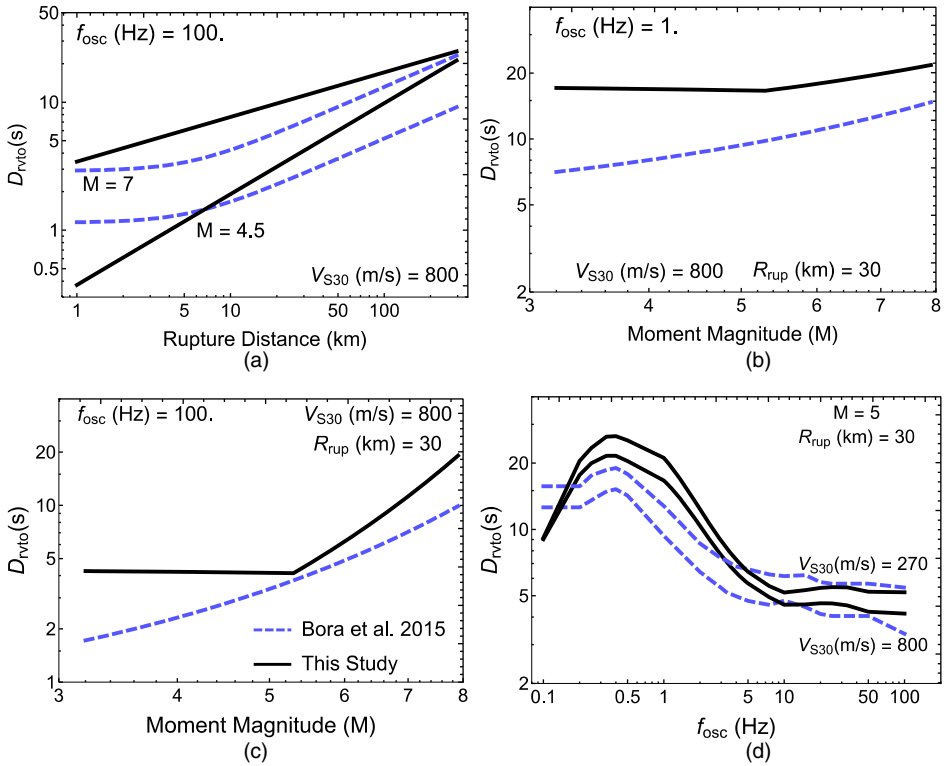 f_osc (Hz) = 100.
50
10
5
1
0.5
D_rvto(s)
M = 7
M = 4.5
V_S30 (m/s) = 800
1 5 10 50 100
Rupture Distance (km)
(a)
f_osc (Hz) = 1.
20
10
5
2
D_rvto(s)
V_S30 (m/s) = 800 R_rup (km) = 30
3 4 5 6 7 8
Moment Magnitude (M)
(b)
f_osc (Hz) = 100.
V_S30 (m/s) = 800
R_rup (km) = 30
20
10
5
2
1
D_rvto(s)
Bora et al. 2015
This Study
3 4 5 6 7 8
Moment Magnitude (M)
(c)
M = 5
R_rup (km) = 30
20
10
5
2
D_rvto(s)
V_S30(m/s) = 270
V_S30(m/s) = 800
0.1 0.5 1 5 10 50 100
f_osc (Hz)
(d)